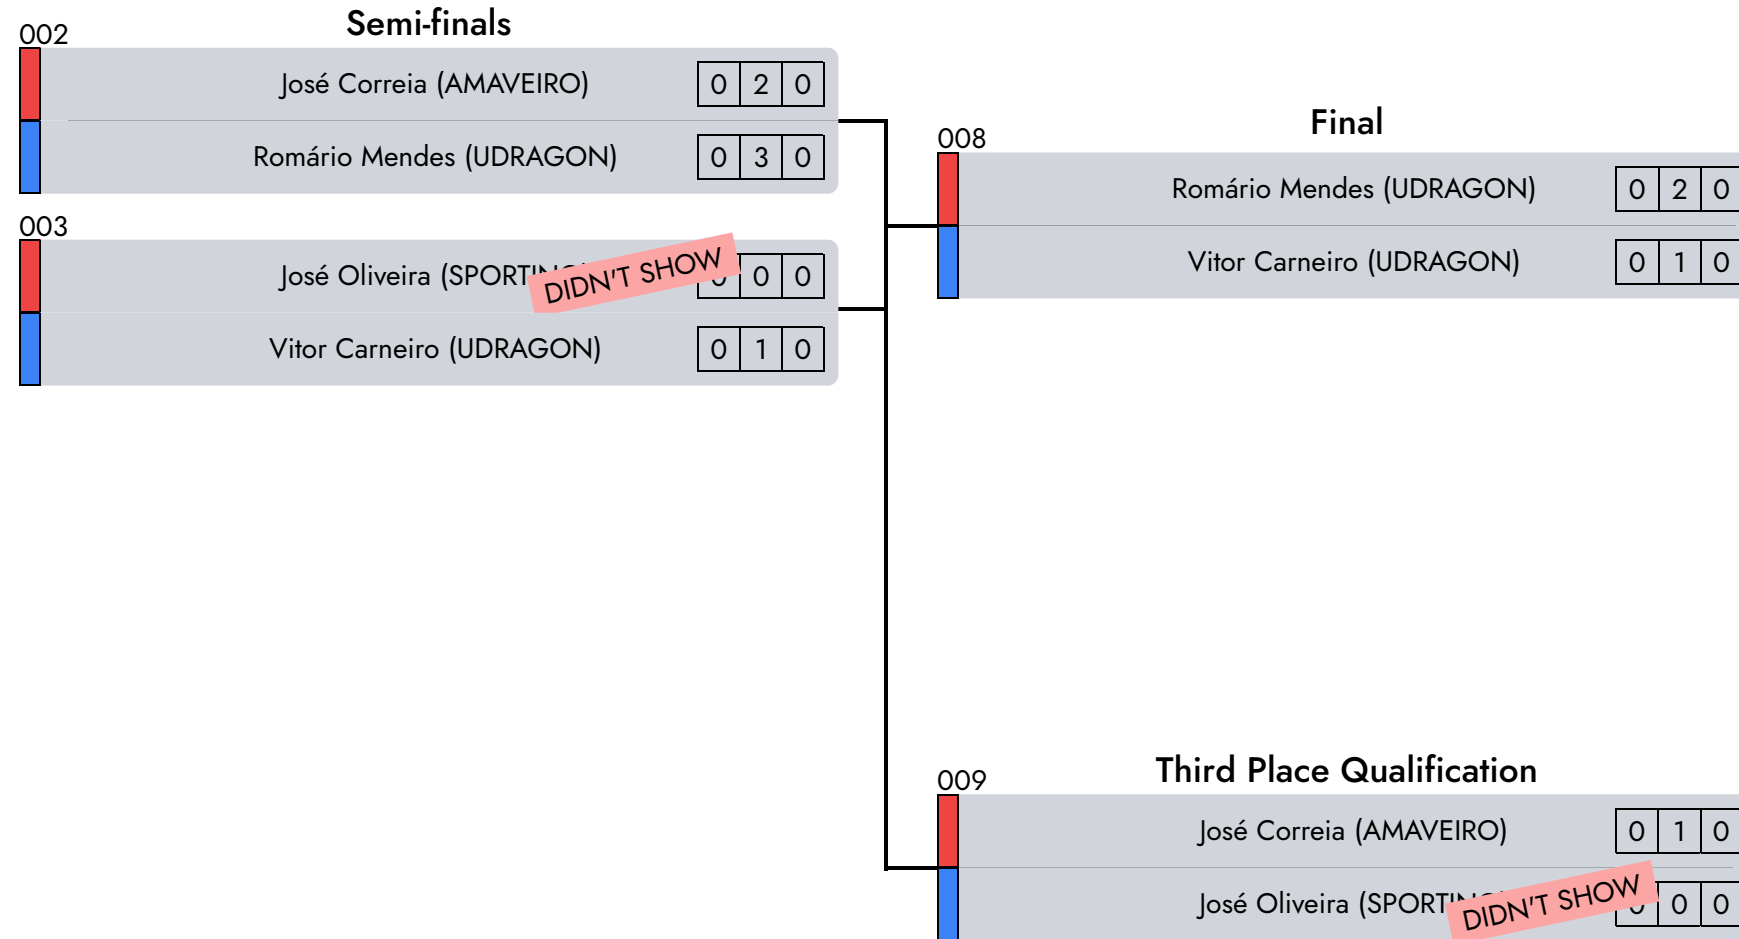 Semi-finals
002
José Correia (AMAVEIRO) 0 2 0
Romário Mendes (UDRAGON) 0 3 0
003
José Oliveira 0 0
DIDN'T SHOW
Vitor Carneiro (UDRAGON) 0 1 0
Final
008
Romário Mendes (UDRAGON) 0 2 0
Vitor Carneiro (UDRAGON) 0 1 0
Third Place Qualification
009
José Correia (AMAVEIRO) 0 1 0
José Oliveira 0 0
DIDN'T SHOW